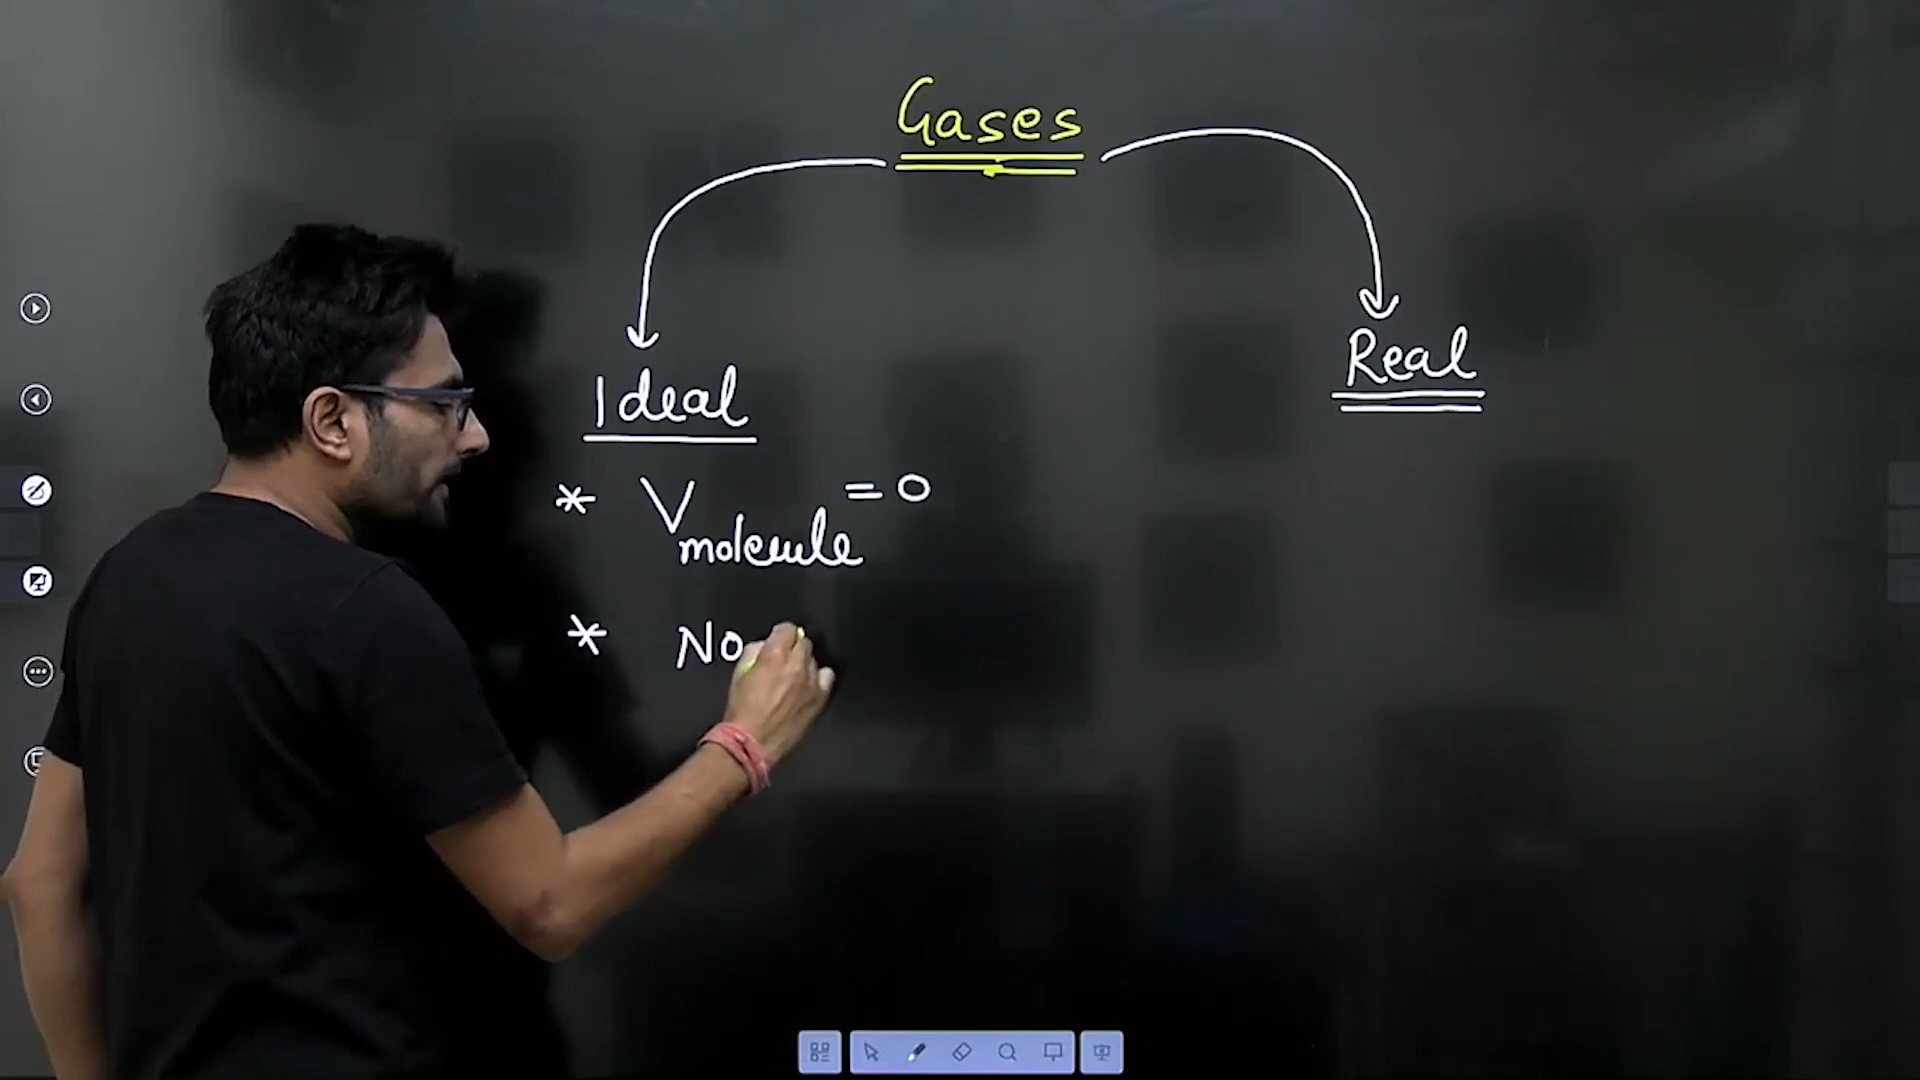 Gases
Ideal
Real
* V molecule = 0
* No